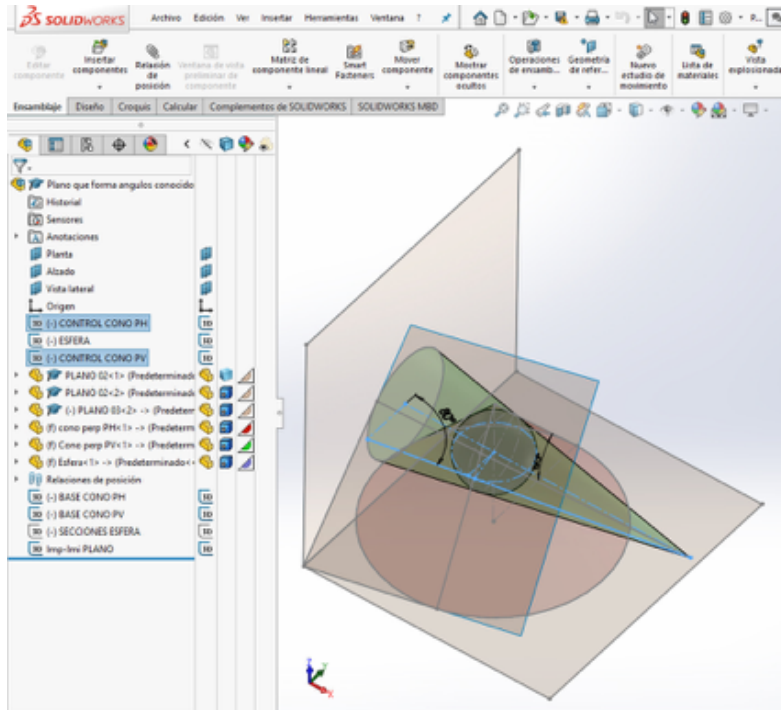 SOLIDWORKS
Archivo Edición Ver Insertar Herramientas Ventana ?
Editar componente
Insertar componentes
Relación de posición
Ventana de vista preliminar de componente
Matriz de componente lineal
Smart Fasteners
Mover componente
Mostrar componentes ocultos
Operaciones de ensamb...
Geometría de refer...
Nuevo estudio de movimiento
Lista de materiales
Vista explosionada
Ensamblaje Diseño Croquis Calcular Complementos de SOLIDWORKS SOLIDWORKS MBD
Plano que forma angulos conocido
Historial
Sensores
Anotaciones
Planta
Alzado
Vista lateral
Origen
(-) CONTROL CONO PH
(-) ESFERA
(-) CONTROL CONO PV
PLANO 02<1> (Predeterminado
PLANO 02<2> (Predeterminado
(-) PLANO 03<2> -> (Predeterm
(f) cono perp PH<1> -> (Predeterm
(f) Cono perp PV<1> -> (Predeterm
(f) Esfera<1> -> (Predeterminado<
Relaciones de posición
(-) BASE CONO PH
(-) BASE CONO PV
(-) SECCIONES ESFERA
Imp-Imi PLANO